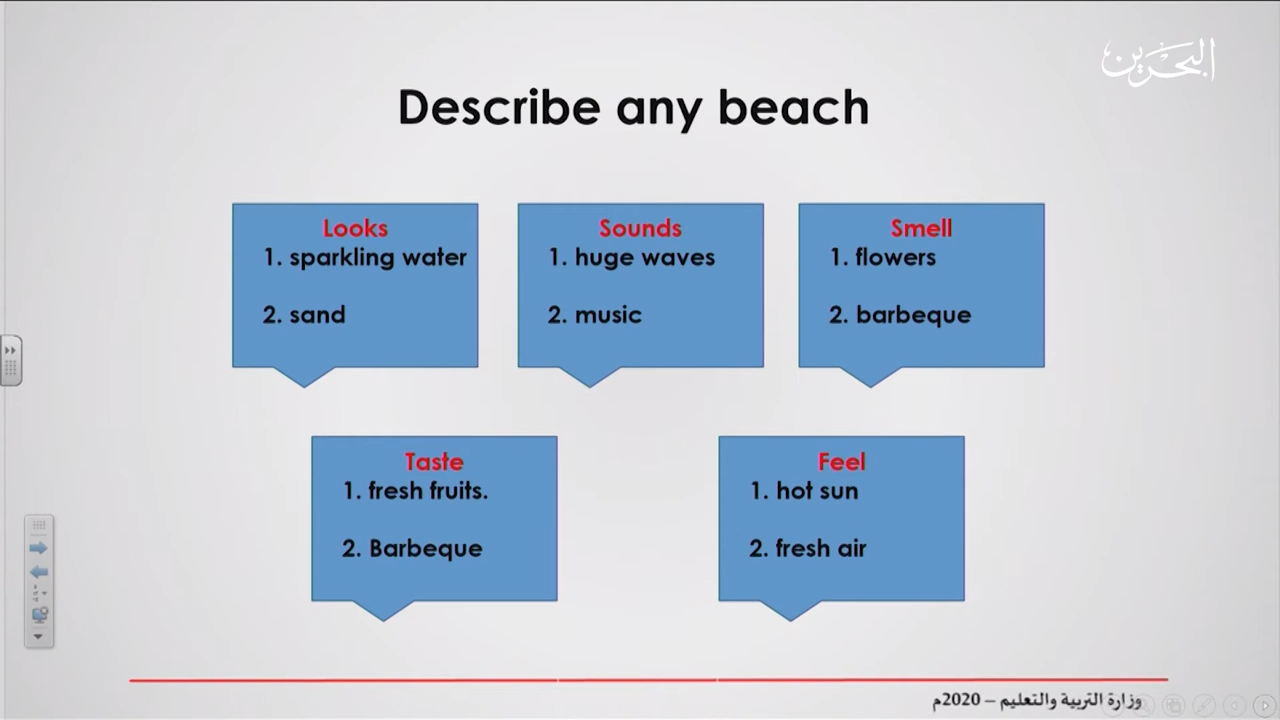 البحرين
Describe any beach
Looks
1. sparkling water
2. sand
Sounds
1. huge waves
2. music
Smell
1. flowers
2. barbeque
Taste
1. fresh fruits.
2. Barbeque
Feel
1. hot sun
2. fresh air
وزارة التربية والتعليم – 2020م